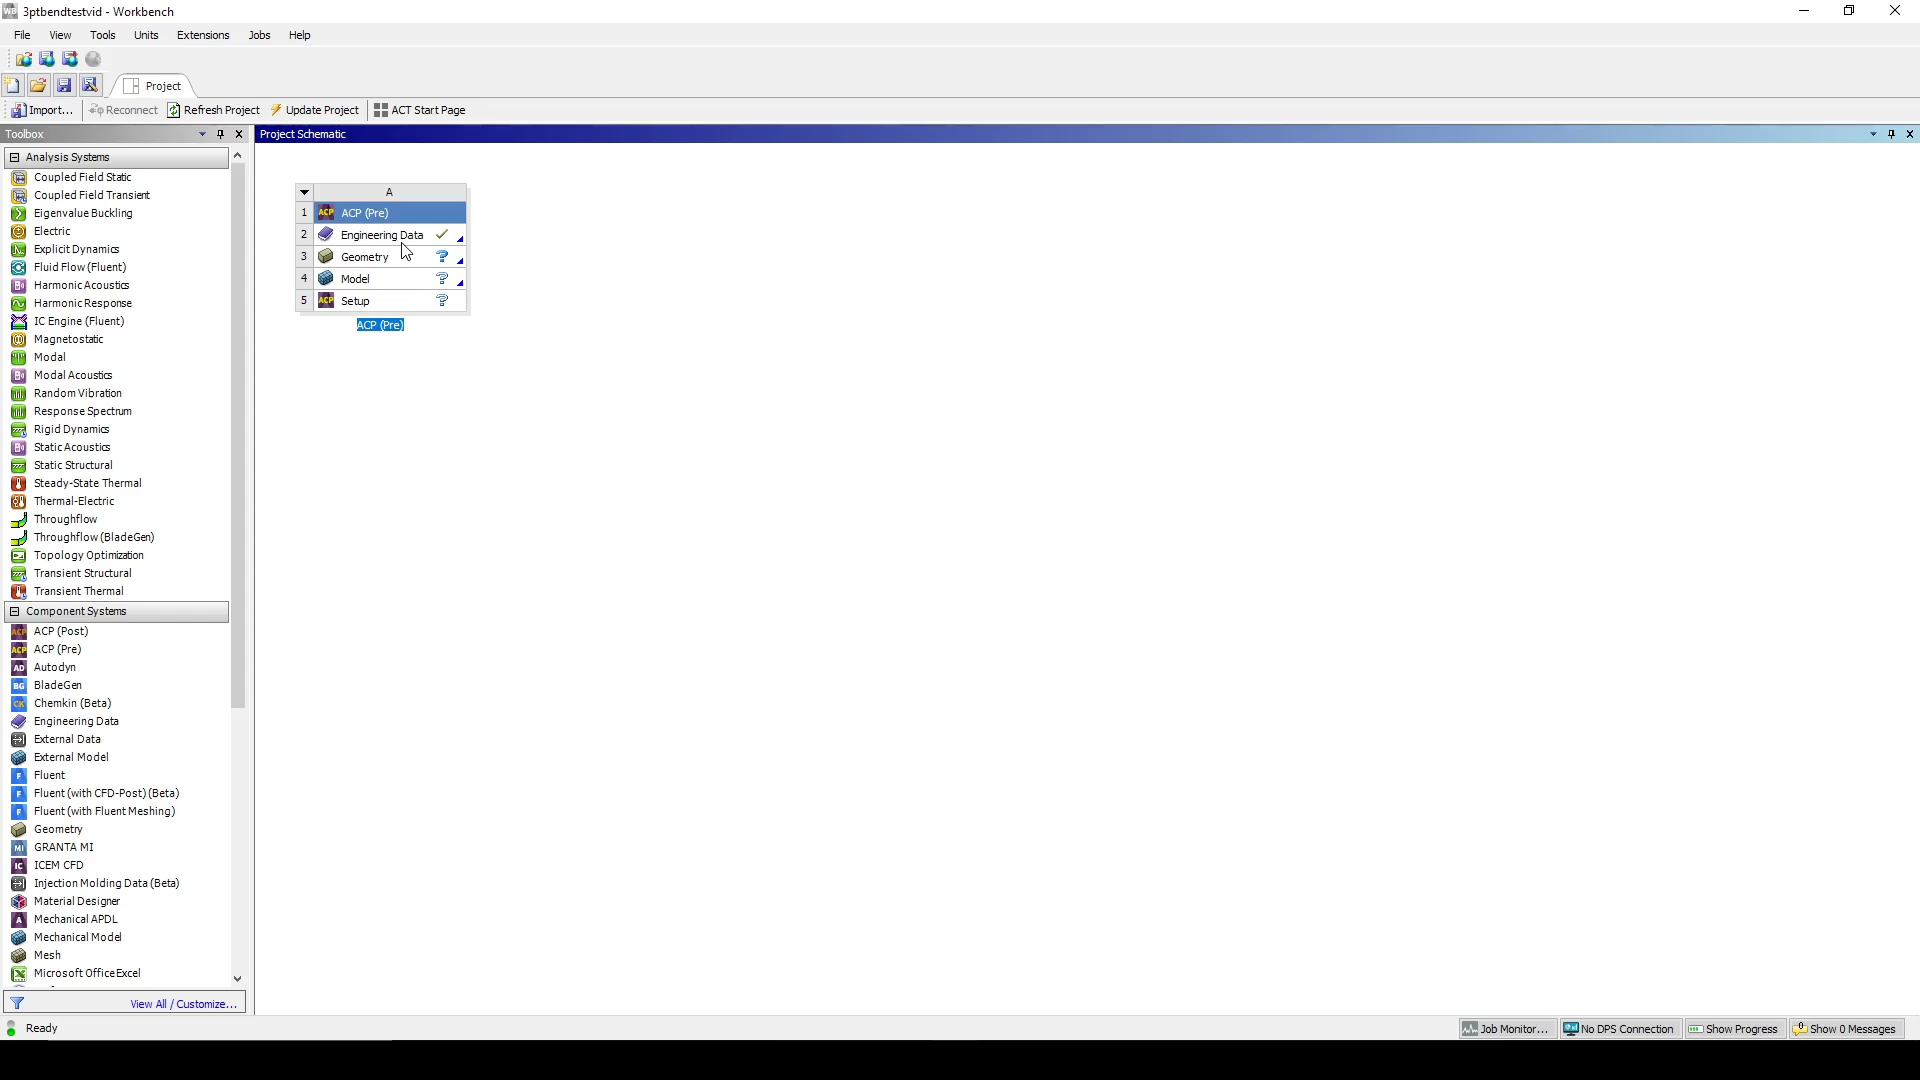 3ptbendtestvid - Workbench
File View Tools Units Extensions Jobs Help
Project
Import... Reconnect Refresh Project Update Project ACT Start Page
Toolbox
Project Schematic
Analysis Systems
Coupled Field Static
Coupled Field Transient
Eigenvalue Buckling
Electric
Explicit Dynamics
Fluid Flow (Fluent)
Harmonic Acoustics
Harmonic Response
IC Engine (Fluent)
Magnetostatic
Modal
Modal Acoustics
Random Vibration
Response Spectrum
Rigid Dynamics
Static Acoustics
Static Structural
Steady-State Thermal
Thermal-Electric
Throughflow
Throughflow (BladeGen)
Topology Optimization
Transient Structural
Transient Thermal
Component Systems
ACP (Post)
ACP (Pre)
Autodyn
BladeGen
Chemkin (Beta)
Engineering Data
External Data
External Model
Fluent
Fluent (with CFD-Post) (Beta)
Fluent (with Fluent Meshing)
Geometry
GRANTA MI
ICEM CFD
Injection Molding Data (Beta)
Material Designer
Mechanical APDL
Mechanical Model
Mesh
Microsoft Office Excel
View All / Customize...
A
1 ACP ACP (Pre)
2 Engineering Data
3 Geometry ?
4 Model ?
5 ACP Setup ?
ACP (Pre)
Ready
Job Monitor... No DPS Connection Show Progress Show 0 Messages